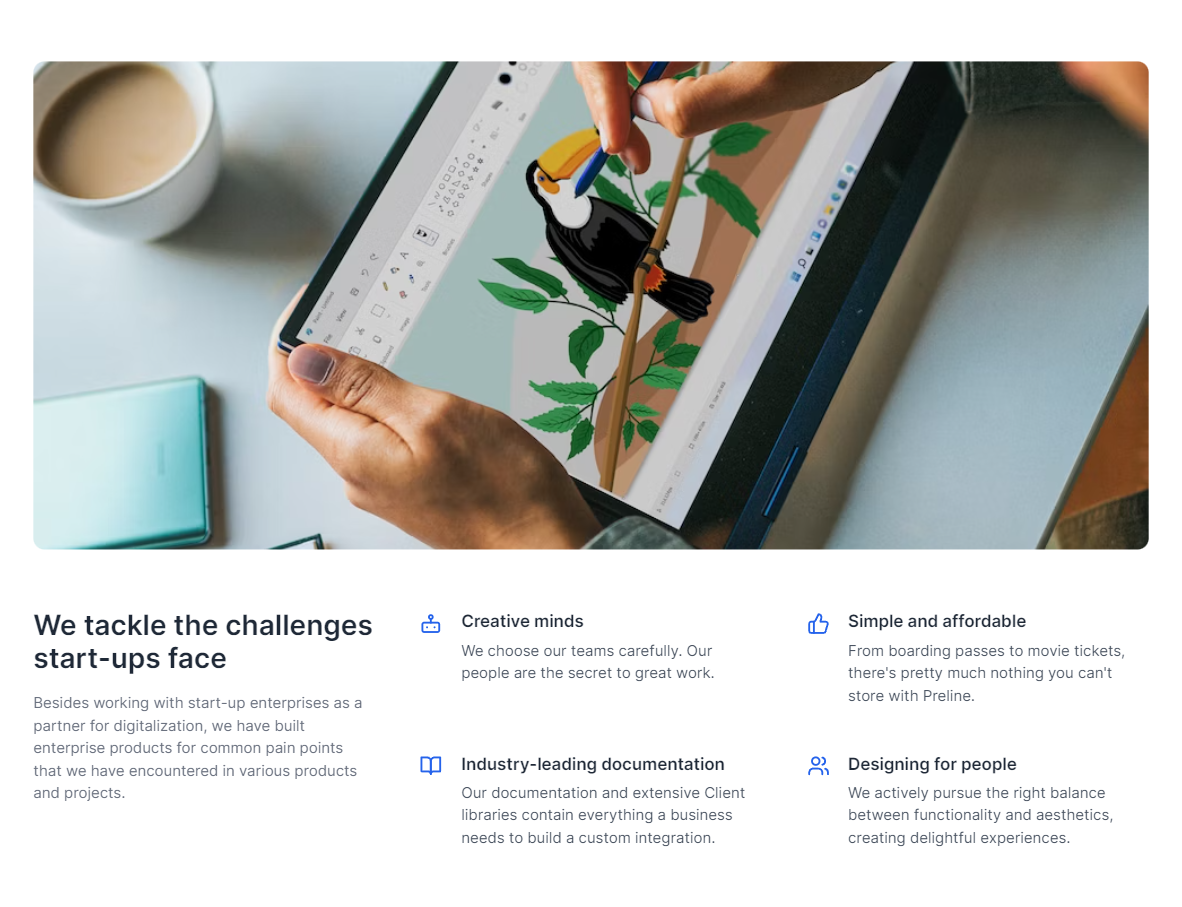 File
View
Tools
Shapes
We tackle the challenges
start-ups face
Besides working with start-up enterprises as a
partner for digitalization, we have built
enterprise products for common pain points
that we have encountered in various products
and projects.
Creative minds
We choose our teams carefully. Our
people are the secret to great work.
Simple and affordable
From boarding passes to movie tickets,
there's pretty much nothing you can't
store with Preline.
Industry-leading documentation
Our documentation and extensive Client
libraries contain everything a business
needs to build a custom integration.
Designing for people
We actively pursue the right balance
between functionality and aesthetics,
creating delightful experiences.